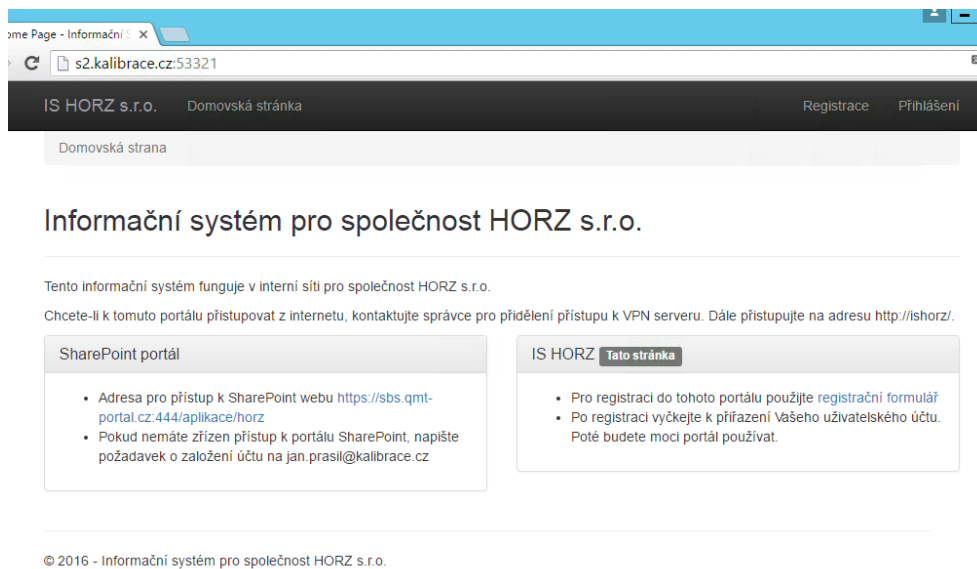 ome Page - Informační S
s2.kalibrace.cz:53321
IS HORZ s.r.o. Domovská stránka Registrace Přihlášení
Domovská strana
Informační systém pro společnost HORZ s.r.o.
Tento informační systém funguje v interní síti pro společnost HORZ s.r.o.
Chcete-li k tomuto portálu přistupovat z internetu, kontaktujte správce pro přidělení přístupu k VPN serveru. Dále přistupujte na adresu http://ishorz/.
SharePoint portál
Adresa pro přístup k SharePoint webu https://sbs.qmt-
portal.cz:444/aplikace/horz
Pokud nemáte zřízen přístup k portálu SharePoint, napište
požadavek o založení účtu na jan.prasil@kalibrace.cz
IS HORZ Tato stránka
Pro registraci do tohoto portálu použijte registrační formulář
Po registraci vyčkejte k přiřazení Vašeho uživatelského účtu.
Poté budete moci portál používat.
© 2016 - Informační systém pro společnost HORZ s.r.o.